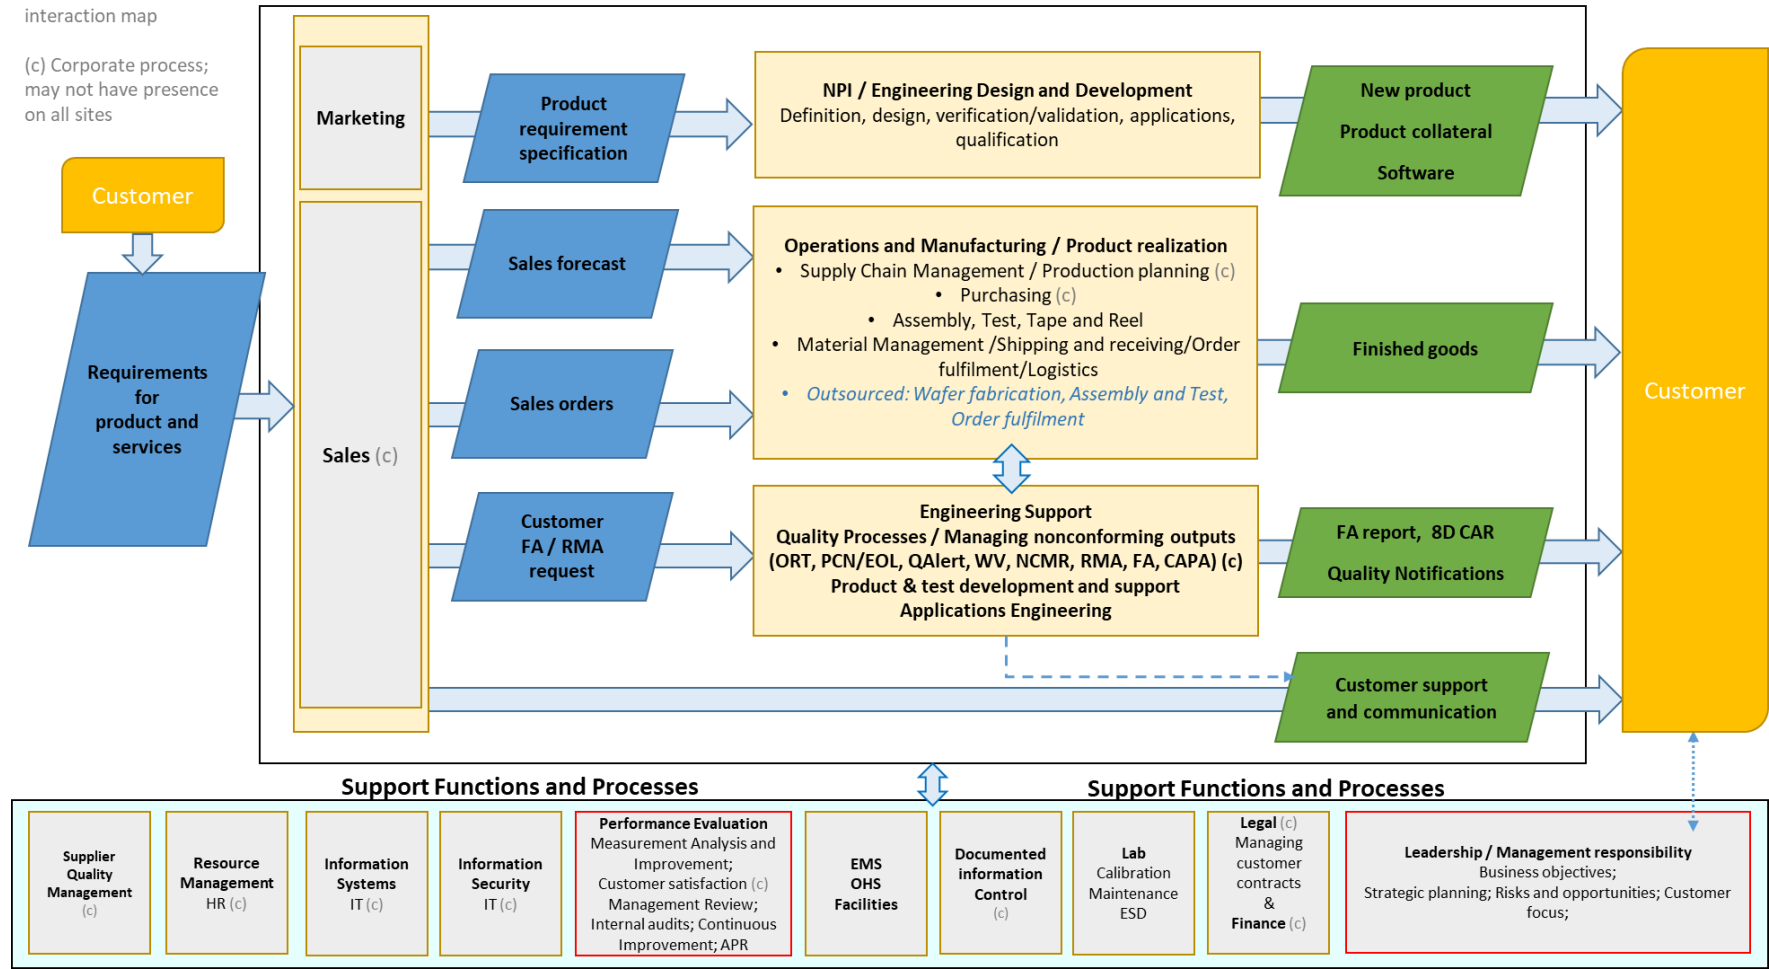 interaction map
(c) Corporate process;
may not have presence
on all sites
Customer
Requirements
for
product and
services
Marketing
Sales (c)
Product
requirement
specification
Sales forecast
Sales orders
Customer
FA / RMA
request
NPI / Engineering Design and Development
Definition, design, verification/validation, applications,
qualification
Operations and Manufacturing / Product realization
• Supply Chain Management / Production planning (c)
• Purchasing (c)
• Assembly, Test, Tape and Reel
• Material Management /Shipping and receiving/Order
fulfilment/Logistics
• Outsourced: Wafer fabrication, Assembly and Test,
Order fulfilment
Engineering Support
Quality Processes / Managing nonconforming outputs
(ORT, PCN/EOL, QAlert, WV, NCMR, RMA, FA, CAPA) (c)
Product & test development and support
Applications Engineering
New product
Product collateral
Software
Finished goods
FA report, 8D CAR
Quality Notifications
Customer support
and communication
Customer
Support Functions and Processes
Support Functions and Processes
Supplier
Quality
Management
(c)
Resource
Management
HR (c)
Information
Systems
IT (c)
Information
Security
IT (c)
Performance Evaluation
Measurement Analysis and
Improvement;
Customer satisfaction (c)
Management Review;
Internal audits; Continuous
Improvement; APR
EMS
OHS
Facilities
Documented
information
Control
(c)
Lab
Calibration
Maintenance
ESD
Legal (c)
Managing
customer
contracts
&
Finance (c)
Leadership / Management responsibility
Business objectives;
Strategic planning; Risks and opportunities; Customer
focus;